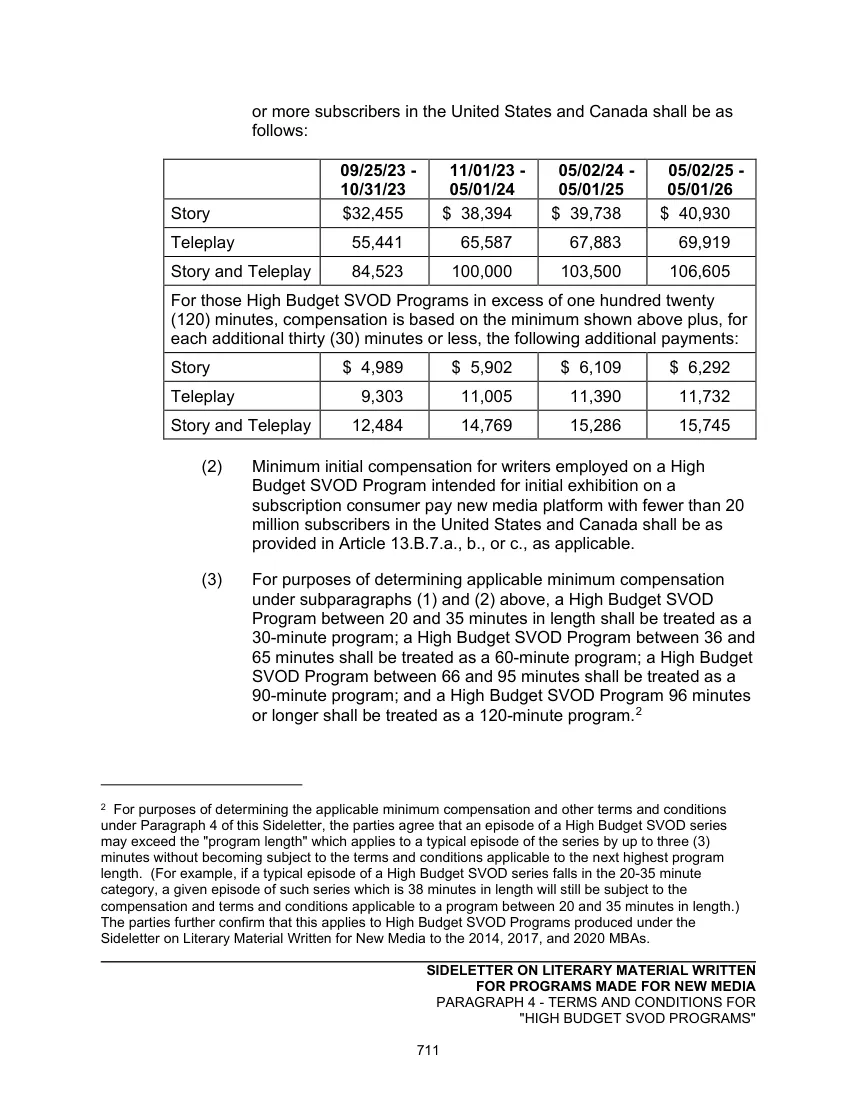 or more subscribers in the United States and Canada shall be as
follows:
09/25/23 - 11/01/23 - 05/02/24 - 05/02/25 -
10/31/23 05/01/24 05/01/25 05/01/26
Story $32,455 $ 38,394 $ 39,738 $ 40,930
Teleplay 55,441 65,587 67,883 69,919
Story and Teleplay 84,523 100,000 103,500 106,605
For those High Budget SVOD Programs in excess of one hundred twenty
(120) minutes, compensation is based on the minimum shown above plus, for
each additional thirty (30) minutes or less, the following additional payments:
Story $ 4,989 $ 5,902 $ 6,109 $ 6,292
Teleplay 9,303 11,005 11,390 11,732
Story and Teleplay 12,484 14,769 15,286 15,745
(2) Minimum initial compensation for writers employed on a High
Budget SVOD Program intended for initial exhibition on a
subscription consumer pay new media platform with fewer than 20
million subscribers in the United States and Canada shall be as
provided in Article 13.B.7.a., b., or c., as applicable.
(3) For purposes of determining applicable minimum compensation
under subparagraphs (1) and (2) above, a High Budget SVOD
Program between 20 and 35 minutes in length shall be treated as a
30-minute program; a High Budget SVOD Program between 36 and
65 minutes shall be treated as a 60-minute program; a High Budget
SVOD Program between 66 and 95 minutes shall be treated as a
90-minute program; and a High Budget SVOD Program 96 minutes
or longer shall be treated as a 120-minute program.2
2 For purposes of determining the applicable minimum compensation and other terms and conditions
under Paragraph 4 of this Sideletter, the parties agree that an episode of a High Budget SVOD series
may exceed the "program length" which applies to a typical episode of the series by up to three (3)
minutes without becoming subject to the terms and conditions applicable to the next highest program
length. (For example, if a typical episode of a High Budget SVOD series falls in the 20-35 minute
category, a given episode of such series which is 38 minutes in length will still be subject to the
compensation and terms and conditions applicable to a program between 20 and 35 minutes in length.)
The parties further confirm that this applies to High Budget SVOD Programs produced under the
Sideletter on Literary Material Written for New Media to the 2014, 2017, and 2020 MBAs.
SIDELETTER ON LITERARY MATERIAL WRITTEN
FOR PROGRAMS MADE FOR NEW MEDIA
PARAGRAPH 4 - TERMS AND CONDITIONS FOR
"HIGH BUDGET SVOD PROGRAMS"
711